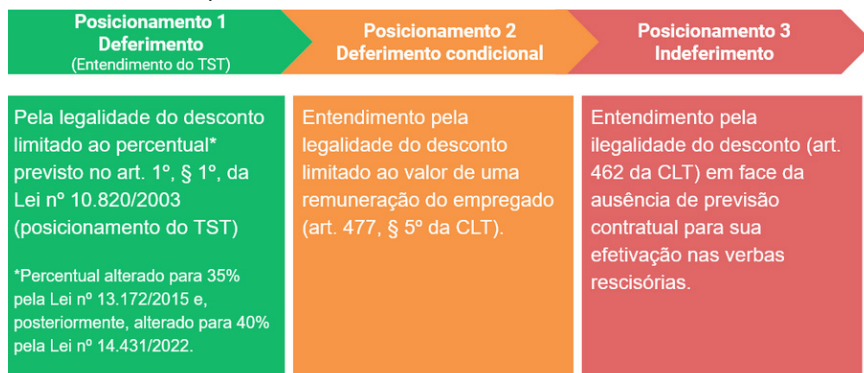 Posicionamento 1
Deferimento
(Entendimento do TST)
Posicionamento 2
Deferimento condicional
Posicionamento 3
Indeferimento
Pela legalidade do desconto
limitado ao percentual*
previsto no art. 1º, § 1º, da
Lei nº 10.820/2003
(posicionamento do TST)
*Percentual alterado para 35%
pela Lei nº 13.172/2015 e,
posteriormente, alterado para 40%
pela Lei nº 14.431/2022.
Entendimento pela
legalidade do desconto
limitado ao valor de uma
remuneração do empregado
(art. 477, § 5º da CLT).
Entendimento pela
ilegalidade do desconto (art.
462 da CLT) em face da
ausência de previsão
contratual para sua
efetivação nas verbas
rescisórias.